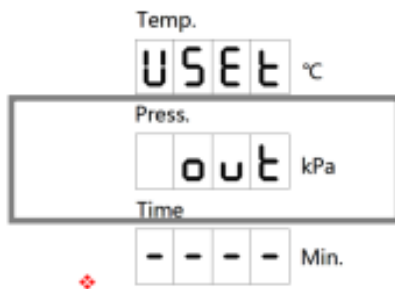 Temp.
USEt ℃
Press.
out kPa
Time
---- Min.